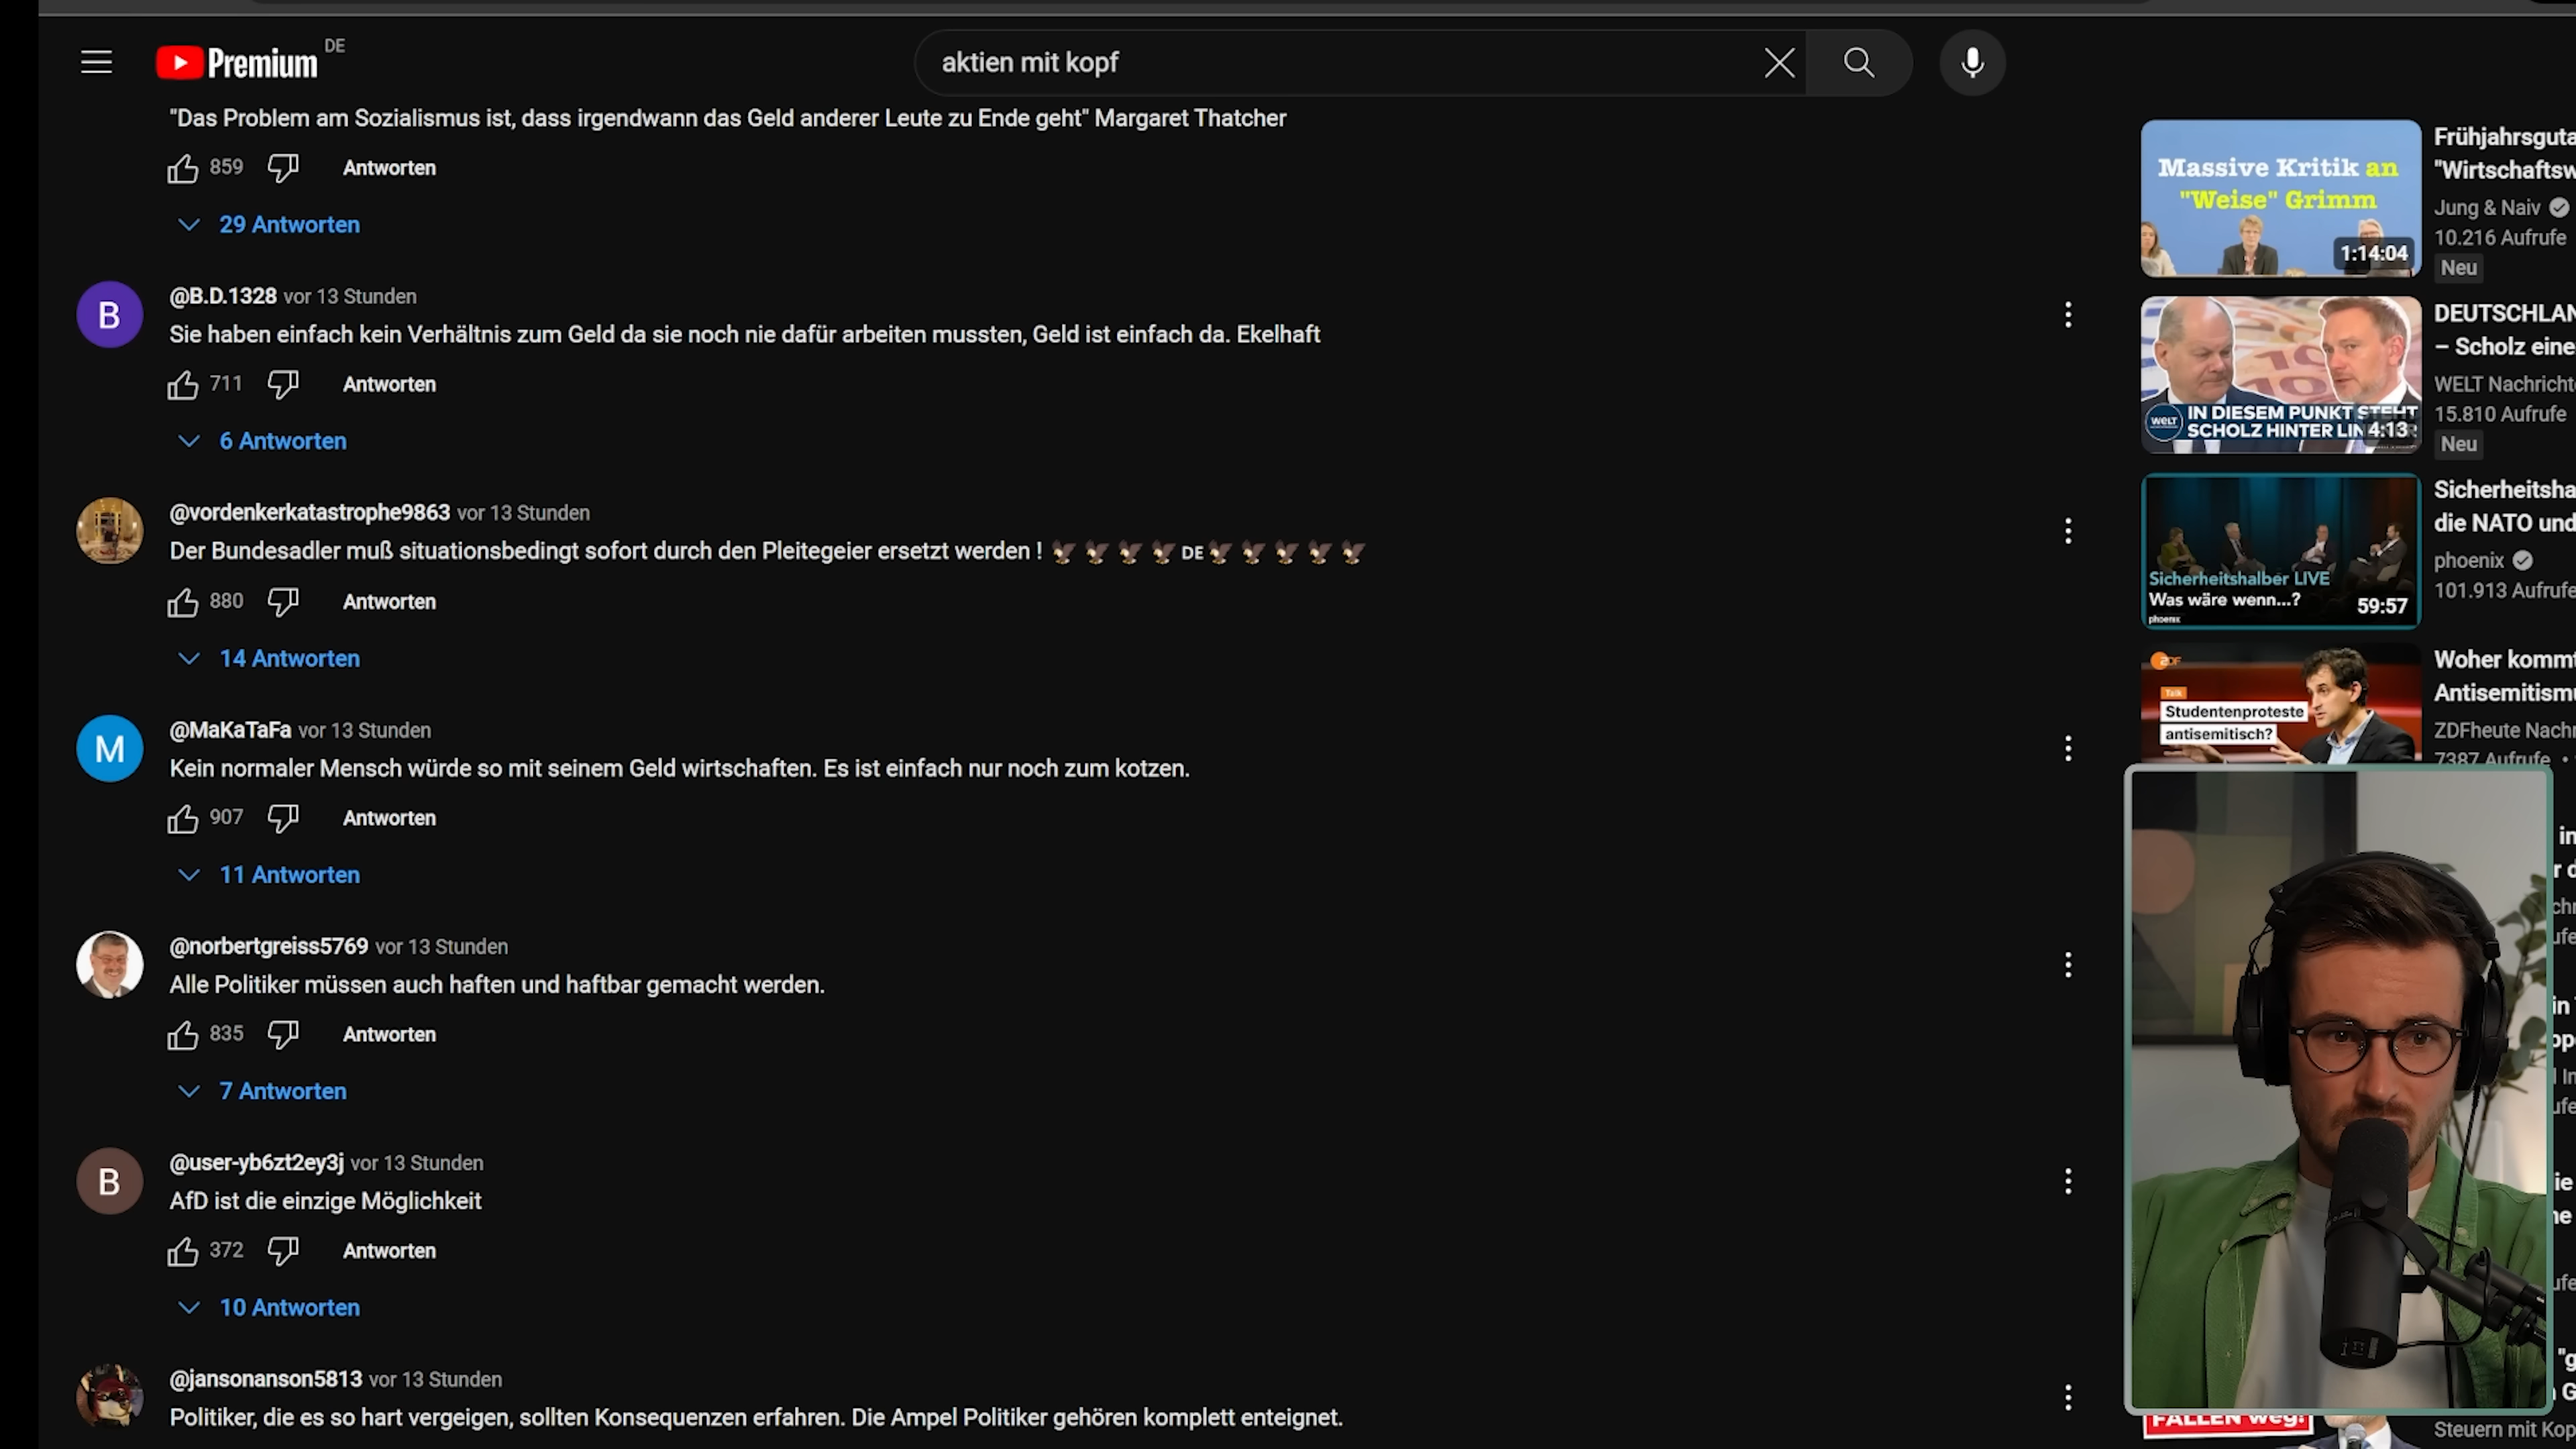 Premium DE
aktien mit kopf
"Das Problem am Sozialismus ist, dass irgendwann das Geld anderer Leute zu Ende geht" Margaret Thatcher
859 Antworten
29 Antworten
B
@B.D.1328 vor 13 Stunden
Sie haben einfach kein Verhältnis zum Geld da sie noch nie dafür arbeiten mussten, Geld ist einfach da. Ekelhaft
711 Antworten
6 Antworten
@vordenkerkatastrophe9863 vor 13 Stunden
Der Bundesadler muß situationsbedingt sofort durch den Pleitegeier ersetzt werden ! 🦅 🦅 🦅 🦅 DE 🦅 🦅 🦅 🦅 🦅
880 Antworten
14 Antworten
M
@MaKaTaFa vor 13 Stunden
Kein normaler Mensch würde so mit seinem Geld wirtschaften. Es ist einfach nur noch zum kotzen.
907 Antworten
11 Antworten
@norbertgreiss5769 vor 13 Stunden
Alle Politiker müssen auch haften und haftbar gemacht werden.
835 Antworten
7 Antworten
B
@user-yb6zt2ey3j vor 13 Stunden
AfD ist die einzige Möglichkeit
372 Antworten
10 Antworten
@jansonanson5813 vor 13 Stunden
Politiker, die es so hart vergeigen, sollten Konsequenzen erfahren. Die Ampel Politiker gehören komplett enteignet.
Massive Kritik an
"Weise" Grimm
1:14:04
Frühjahrsguta
"Wirtschaftsw
Jung & Naiv
10.216 Aufrufe
Neu
WELT
IN DIESEM PUNKT STEHT
SCHOLZ HINTER LIN
4:13
DEUTSCHLAN
– Scholz eine
WELT Nachricht
15.810 Aufrufe
Neu
Sicherheitshalber LIVE
Was wäre wenn...?
phoenix
59:57
Sicherheitsha
die NATO und
phoenix
101.913 Aufrufe
ZDF
Talk
Studentenproteste
antisemitisch?
Woher kommt
Antisemitismu
ZDFheute Nachr
7387 Aufrufe •
FALLEN weg!
Steuern mit Kop